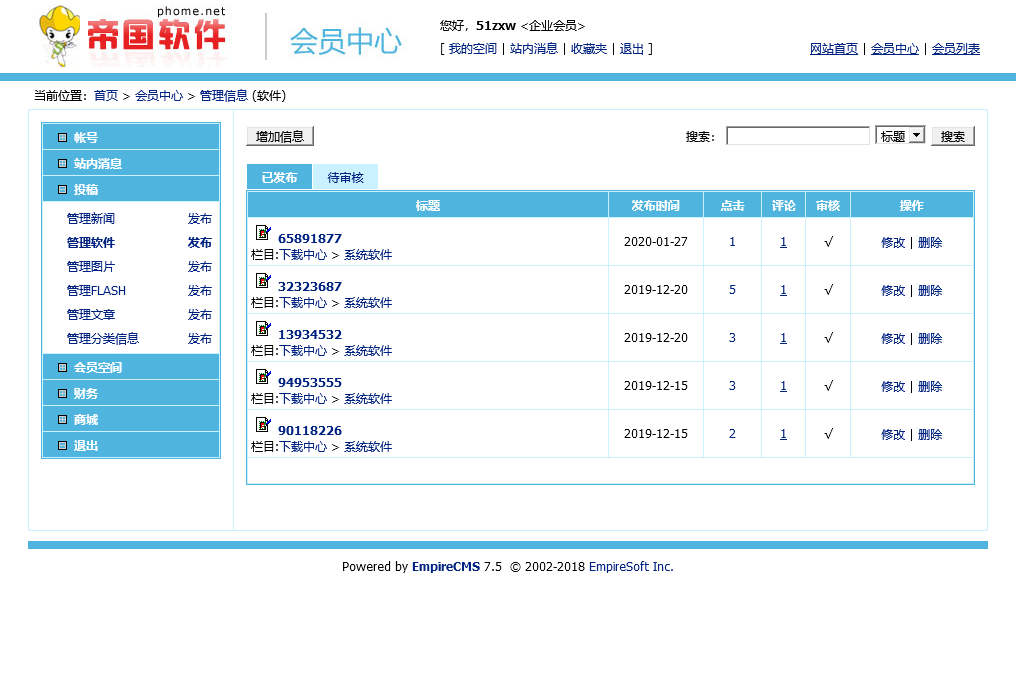 phome.net
帝国软件
会员中心
您好，51zxw <企业会员>
[ 我的空间 | 站内消息 | 收藏夹 | 退出 ]
网站首页 | 会员中心 | 会员列表
当前位置：首页 > 会员中心 > 管理信息 (软件)
帐号
站内消息
投稿
管理新闻 发布
管理软件 发布
管理图片 发布
管理FLASH 发布
管理文章 发布
管理分类信息 发布
会员空间
财务
商城
退出
增加信息 搜索： 标题 搜索
已发布 待审核
标题 发布时间 点击 评论 审核 操作
65891877 2020-01-27 1 1 √ 修改 | 删除
栏目:下载中心 > 系统软件
32323687 2019-12-20 5 1 √ 修改 | 删除
栏目:下载中心 > 系统软件
13934532 2019-12-20 3 1 √ 修改 | 删除
栏目:下载中心 > 系统软件
94953555 2019-12-15 3 1 √ 修改 | 删除
栏目:下载中心 > 系统软件
90118226 2019-12-15 2 1 √ 修改 | 删除
栏目:下载中心 > 系统软件
Powered by EmpireCMS 7.5 © 2002-2018 EmpireSoft Inc.